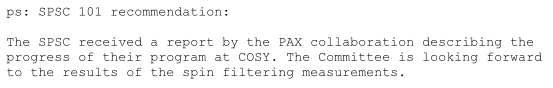 ps: SPSC 101 recommendation:
The SPSC received a report by the PAX collaboration describing the
progress of their program at COSY. The Committee is looking forward
to the results of the spin filtering measurements.